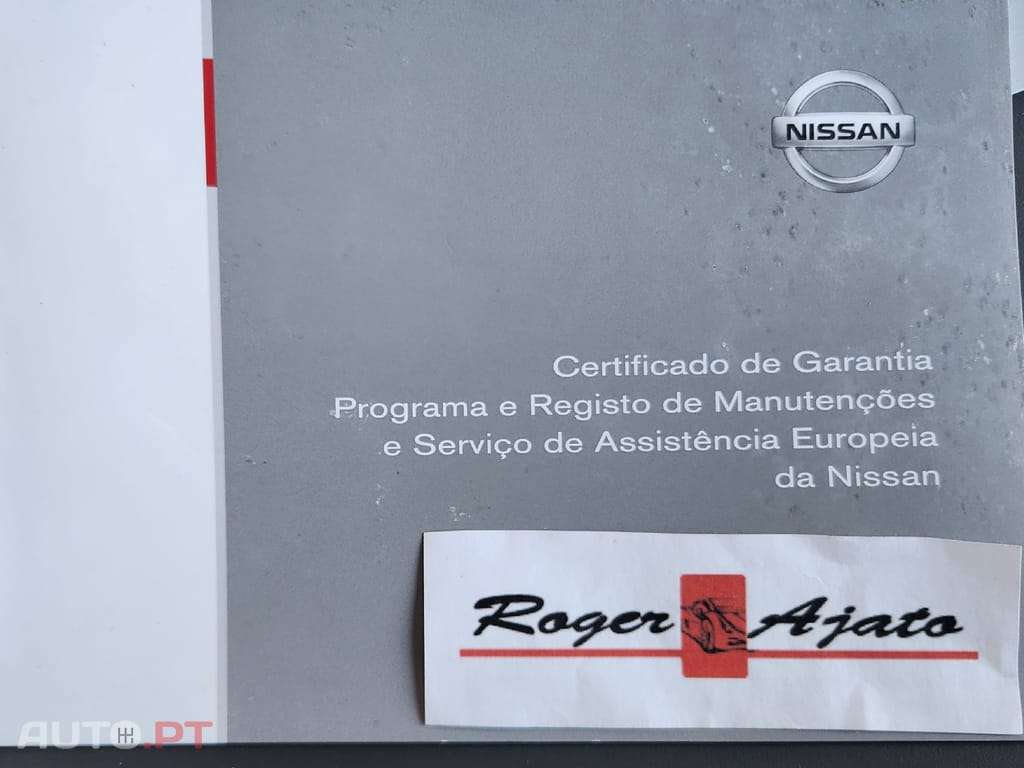 NISSAN
Certificado de Garantia
Programa e Registo de Manutenções
e Serviço de Assistência Europeia
da Nissan
Roger Ajato
AUTO.PT